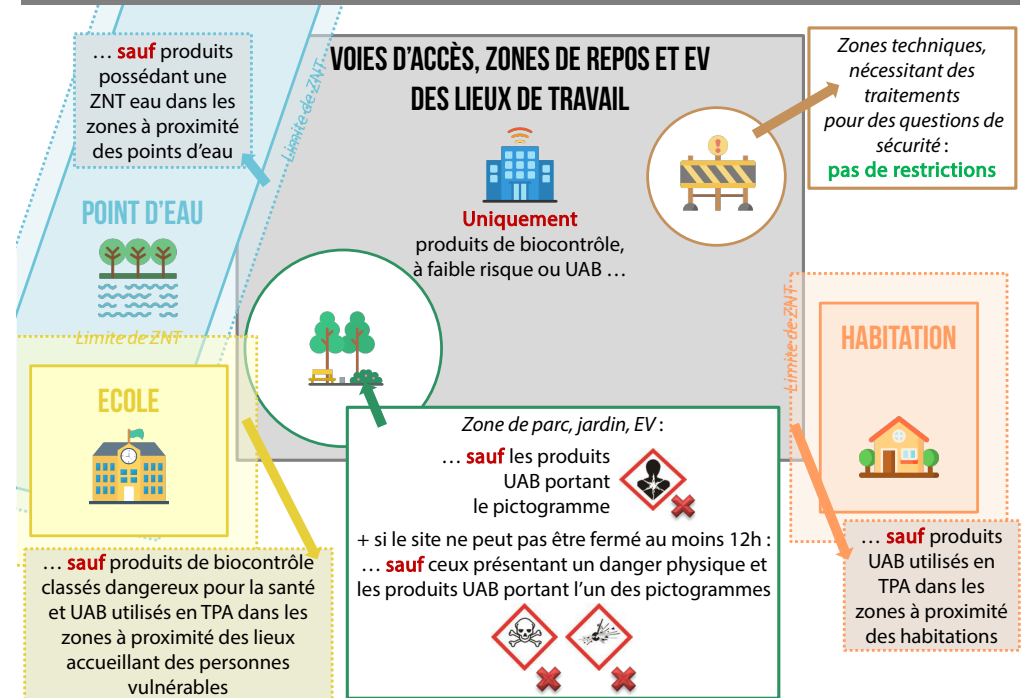 … sauf produits
possédant une
ZNT eau dans les
zones à proximité
des points d’eau
Limite de ZNT
POINT D’EAU
Limite de ZNT
VOIES D’ACCÈS, ZONES DE REPOS ET EV
DES LIEUX DE TRAVAIL
Uniquement
produits de biocontrôle,
à faible risque ou UAB …
Zones techniques,
nécessitant des
traitements
pour des questions de
sécurité :
pas de restrictions
ECOLE
… sauf produits de biocontrôle
classés dangereux pour la santé
et UAB utilisés en TPA dans les
zones à proximité des lieux
accueillant des personnes
vulnérables
Zone de parc, jardin, EV :
… sauf les produits
UAB portant
le pictogramme
+ si le site ne peut pas être fermé au moins 12h :
… sauf ceux présentant un danger physique et
les produits UAB portant l’un des pictogrammes
Limite de ZNT
HABITATION
… sauf produits
UAB utilisés en
TPA dans les
zones à proximité
des habitations